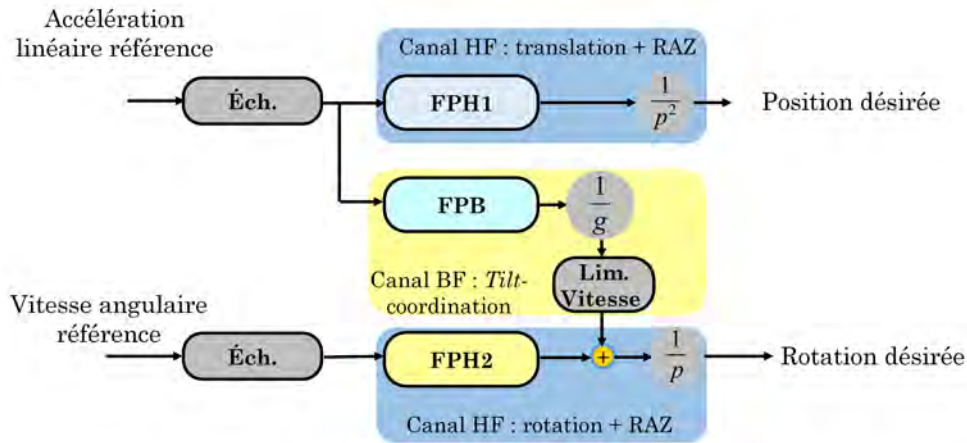 Accélération
linéaire référence
Canal HF : translation + RAZ
Éch.
FPH1
1
p²
Position désirée
FPB
1
g
Canal BF : Tilt-
coordination
Lim.
Vitesse
Vitesse angulaire
référence
Éch.
FPH2
+
1
p
Rotation désirée
Canal HF : rotation + RAZ